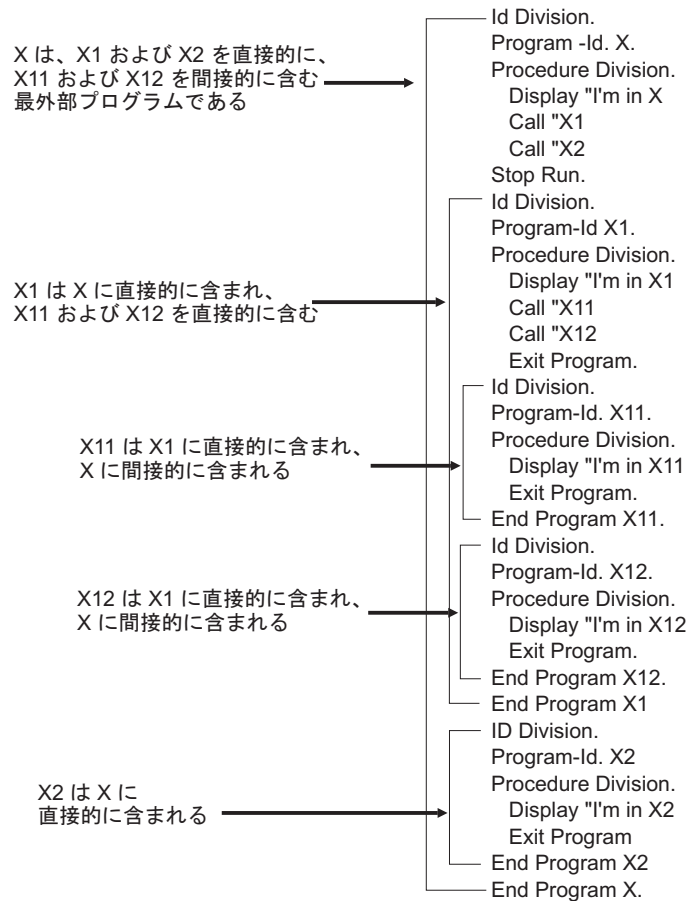 X は、X1 および X2 を直接的に、
X11 および X12 を間接的に含む
最外部プログラムである
Id Division.
Program -Id. X.
Procedure Division.
Display "I'm in X
Call "X1
Call "X2
Stop Run.
X1 は X に直接的に含まれ、
X11 および X12 を直接的に含む
Id Division.
Program-Id X1.
Procedure Division.
Display "I'm in X1
Call "X11
Call "X12
Exit Program.
X11 は X1 に直接的に含まれ、
X に間接的に含まれる
Id Division.
Program-Id. X11.
Procedure Division.
Display "I'm in X11
Exit Program.
End Program X11.
X12 は X1 に直接的に含まれ、
X に間接的に含まれる
Id Division.
Program-Id. X12.
Procedure Division.
Display "I'm in X12
Exit Program.
End Program X12.
End Program X1
X2 は X に
直接的に含まれる
ID Division.
Program-Id. X2
Procedure Division.
Display "I'm in X2
Exit Program
End Program X2
End Program X.